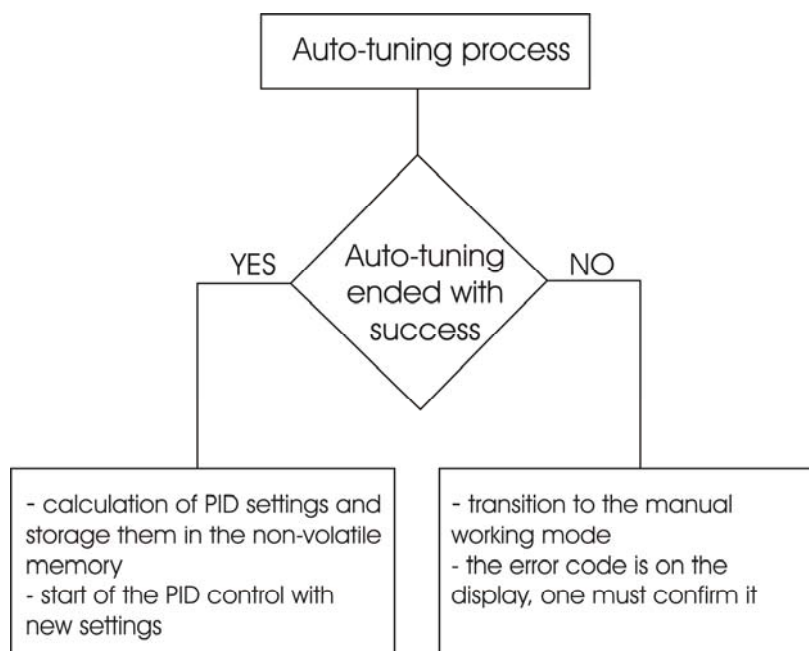 Auto-tuning process
YES
Auto-tuning
ended with
success
NO
- calculation of PID settings and
storage them in the non-volatile
memory
- start of the PID control with
new settings
- transition to the manual
working mode
- the error code is on the
display, one must confirm it